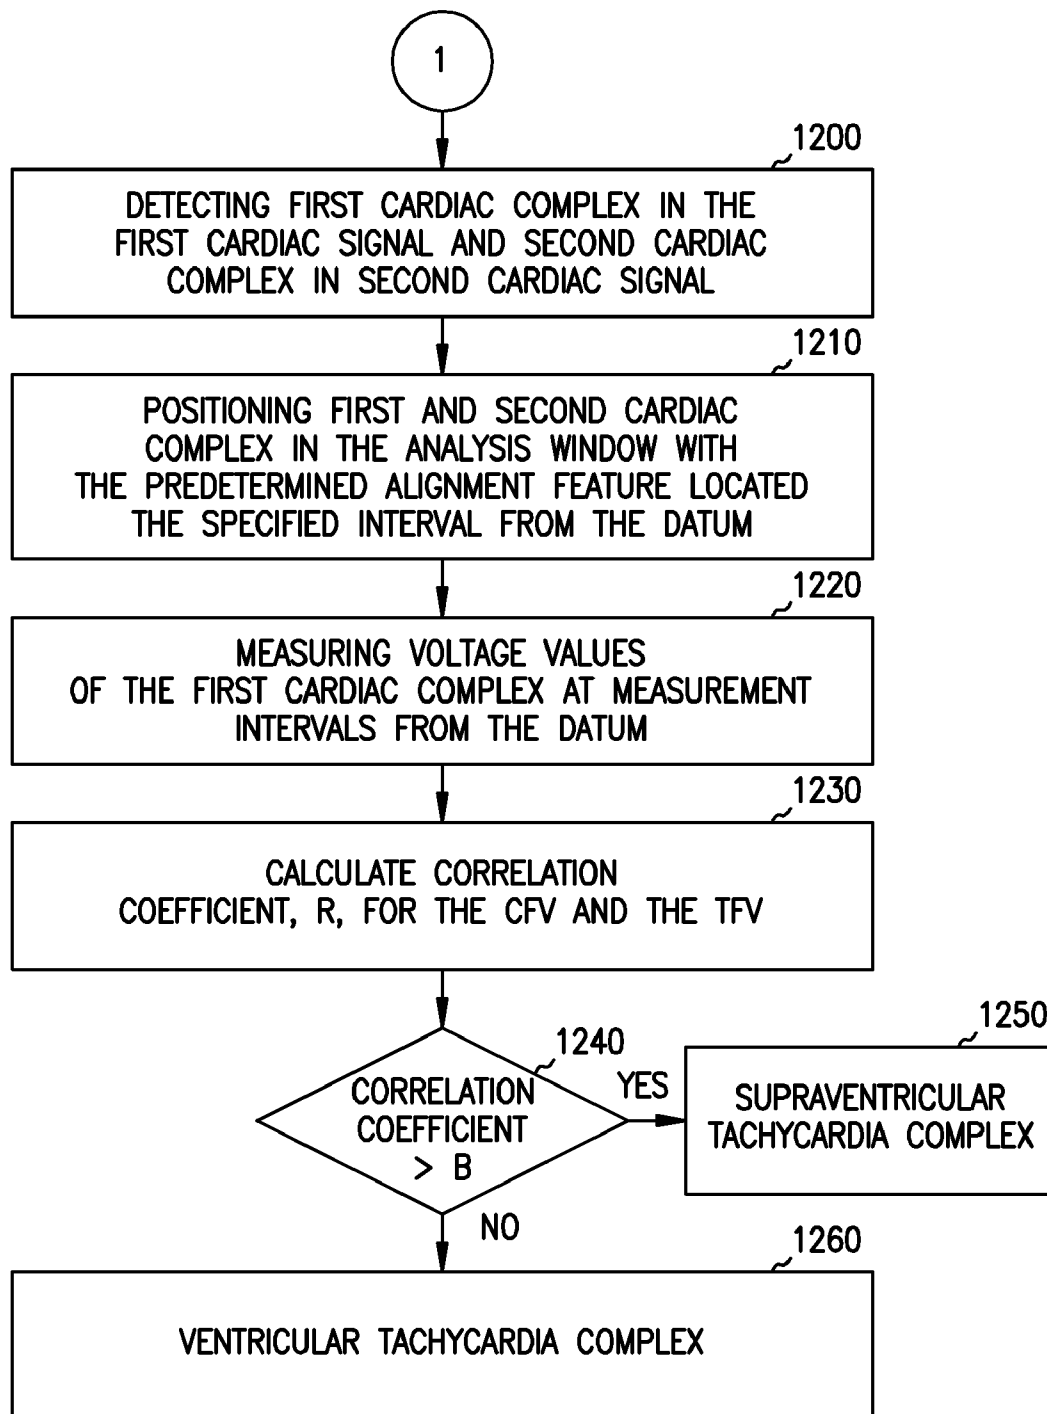 1
1200
DETECTING FIRST CARDIAC COMPLEX IN THE
FIRST CARDIAC SIGNAL AND SECOND CARDIAC
COMPLEX IN SECOND CARDIAC SIGNAL
1210
POSITIONING FIRST AND SECOND CARDIAC
COMPLEX IN THE ANALYSIS WINDOW WITH
THE PREDETERMINED ALIGNMENT FEATURE LOCATED
THE SPECIFIED INTERVAL FROM THE DATUM
1220
MEASURING VOLTAGE VALUES
OF THE FIRST CARDIAC COMPLEX AT MEASUREMENT
INTERVALS FROM THE DATUM
1230
CALCULATE CORRELATION
COEFFICIENT, R, FOR THE CFV AND THE TFV
1240
CORRELATION
COEFFICIENT
> B
YES
1250
SUPRAVENTRICULAR
TACHYCARDIA COMPLEX
NO
1260
VENTRICULAR TACHYCARDIA COMPLEX